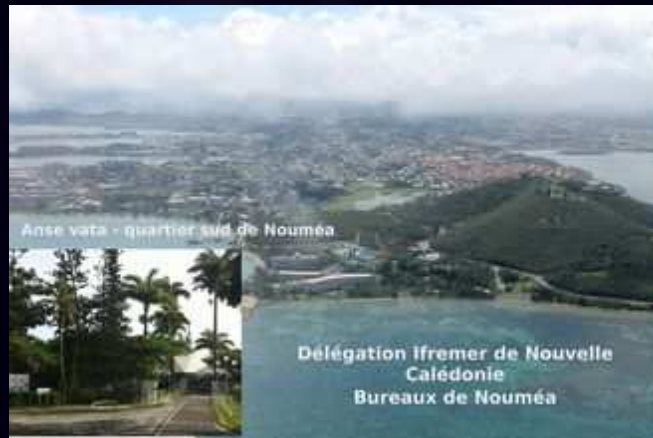 Anse vata - quartier sud de Nouméa
Délégation Ifremer de Nouvelle
Calédonie
Bureaux de Nouméa